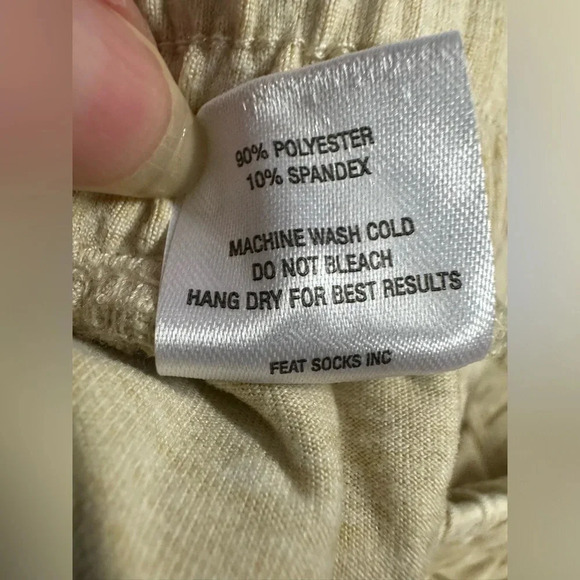 90% POLYESTER
10% SPANDEX
MACHINE WASH COLD
DO NOT BLEACH
HANG DRY FOR BEST RESULTS
FEAT SOCKS INC